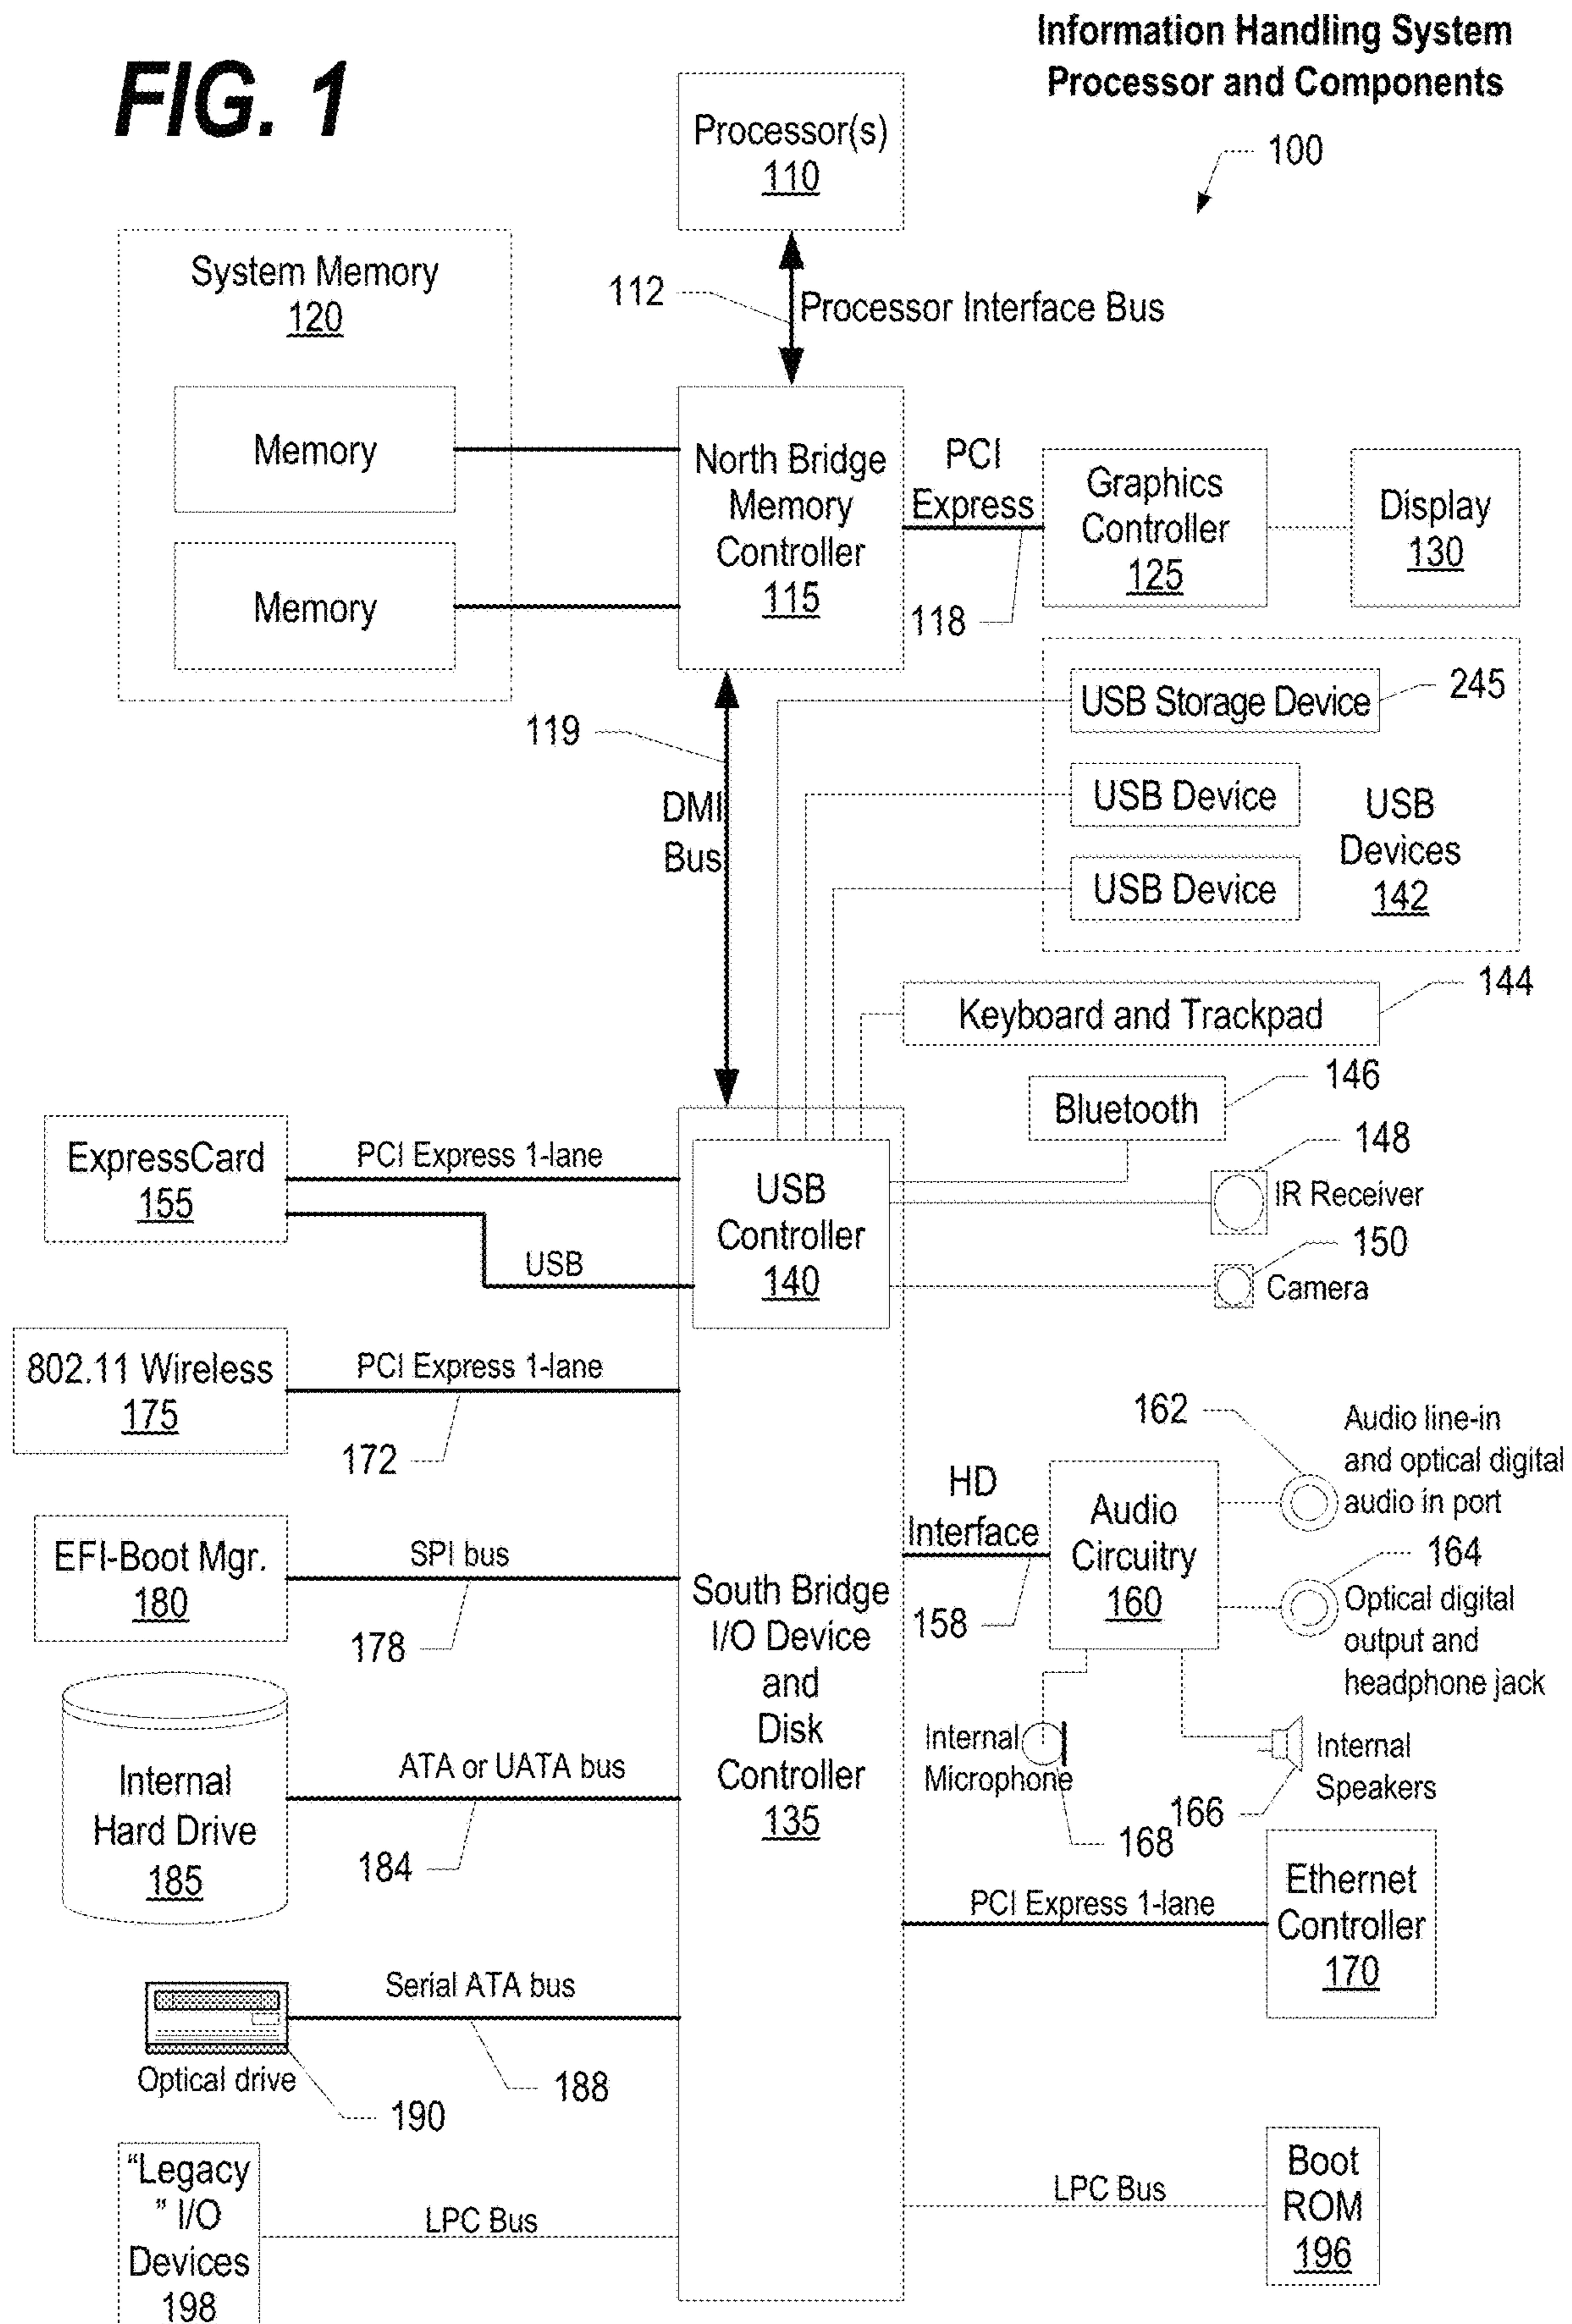 FIG. 1
Information Handling System
Processor and Components
100
Processor(s)
110
112
Processor Interface Bus
System Memory
120
Memory
Memory
North Bridge
Memory
Controller
115
PCI
Express
118
Graphics
Controller
125
Display
130
119
DMI
Bus
USB Storage Device
245
USB Device
USB Device
USB
Devices
142
Keyboard and Trackpad
144
Bluetooth
146
148
IR Receiver
150
Camera
ExpressCard
155
PCI Express 1-lane
USB
USB
Controller
140
802.11 Wireless
175
PCI Express 1-lane
172
EFI-Boot Mgr.
180
SPI bus
178
South Bridge
I/O Device
and
Disk
Controller
135
HD
Interface
158
Audio
Circuitry
160
162
Audio line-in
and optical digital
audio in port
164
Optical digital
output and
headphone jack
Internal
Microphone
168
166
Internal
Speakers
Internal
Hard Drive
185
ATA or UATA bus
184
PCI Express 1-lane
Ethernet
Controller
170
Serial ATA bus
188
Optical drive
190
“Legacy
” I/O
Devices
198
LPC Bus
LPC Bus
Boot
ROM
196